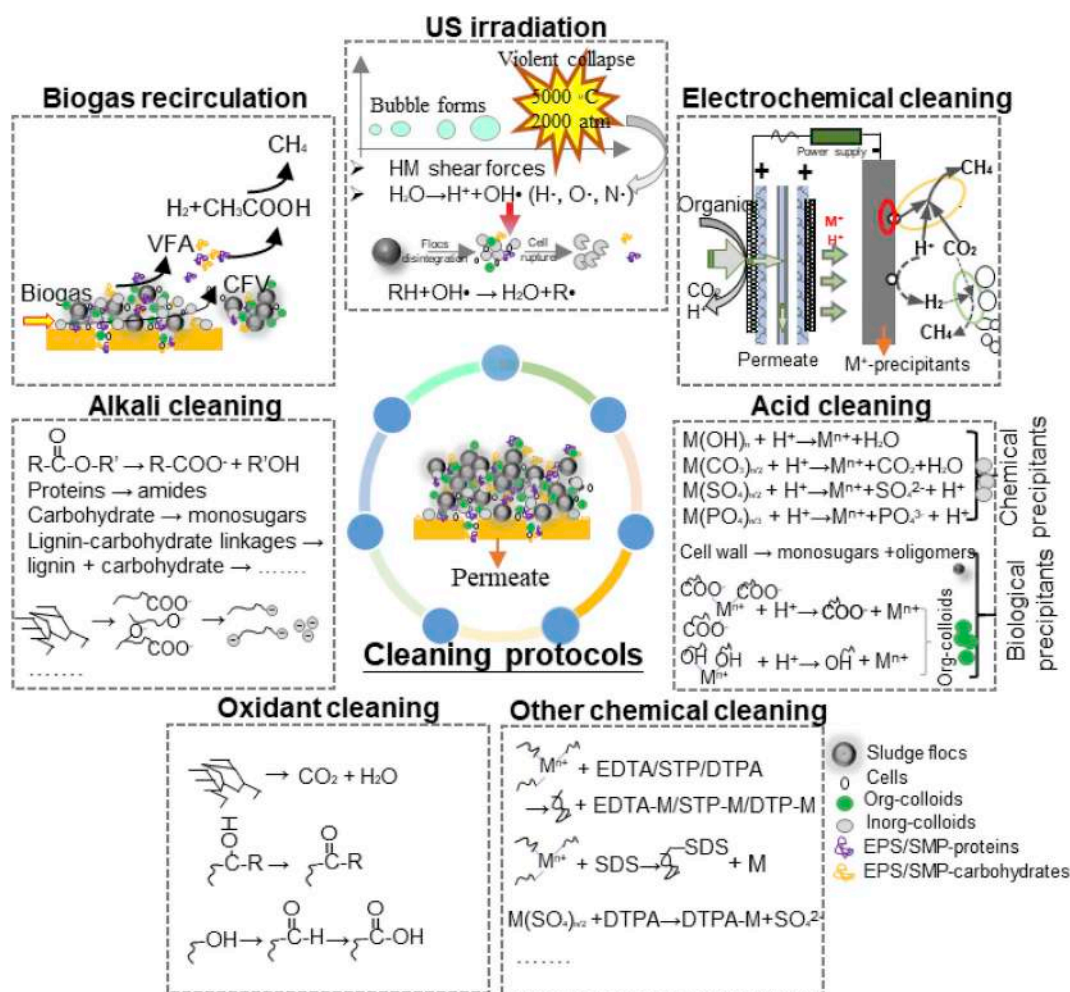 US irradiation
Violent collapse
5000 °C
2000 atm
Bubble forms
HM shear forces
H₂O→H⁺+OH• (H·, O·, N·)
Flocs disintegration
Cell rupture
RH+OH•→H₂O+R•
Biogas recirculation
CH₄
H₂+CH₃COOH
VFA
Biogas
CFV
Electrochemical cleaning
Power supply
+
+
-
Organic
M⁺
H⁺
CO₂
H⁺
CH₄
H⁺
CO₂
H₂
CH₄
Permeate
M⁺-precipitants
Alkali cleaning
O
R-C-O-R' → R-COO⁻ + R'OH
Proteins → amides
Carbohydrate → monosugars
Lignin-carbohydrate linkages →
lignin + carbohydrate → .......
COO⁻
O
O
COO⁻
.......
Permeate
Cleaning protocols
Acid cleaning
M(OH)ₙ + H⁺→Mⁿ⁺+H₂O
M(CO₃)ₙ/₂ + H⁺→Mⁿ⁺+CO₂+H₂O
M(SO₄)ₙ/₂ + H⁺→Mⁿ⁺+SO₄²⁻ + H⁺
M(PO₄)ₙ/₃ + H⁺→Mⁿ⁺+PO₄³⁻ + H⁺
Chemical precipitants
Cell wall → monosugars +oligomers
COO⁻ COO⁻
Mⁿ⁺ + H⁺→ COO⁻ + Mⁿ⁺
COO⁻
OH OH
+ H⁺→ OH + Mⁿ⁺
Mⁿ⁺
Org-colloids
Biological precipitants
Oxidant cleaning
→ CO₂ + H₂O
OH
O
C-R → C-R
O
O
OH → C-H → C-OH
Other chemical cleaning
Mⁿ⁺ + EDTA/STP/DTPA
→ + EDTA-M/STP-M/DTP-M
SDS
Mⁿ⁺ + SDS→ + M
M(SO₄)ₙ/₂+DTPA→DTPA-M+SO₄²⁻
.......
Sludge flocs
Cells
Org-colloids
Inorg-colloids
EPS/SMP-proteins
EPS/SMP-carbohydrates